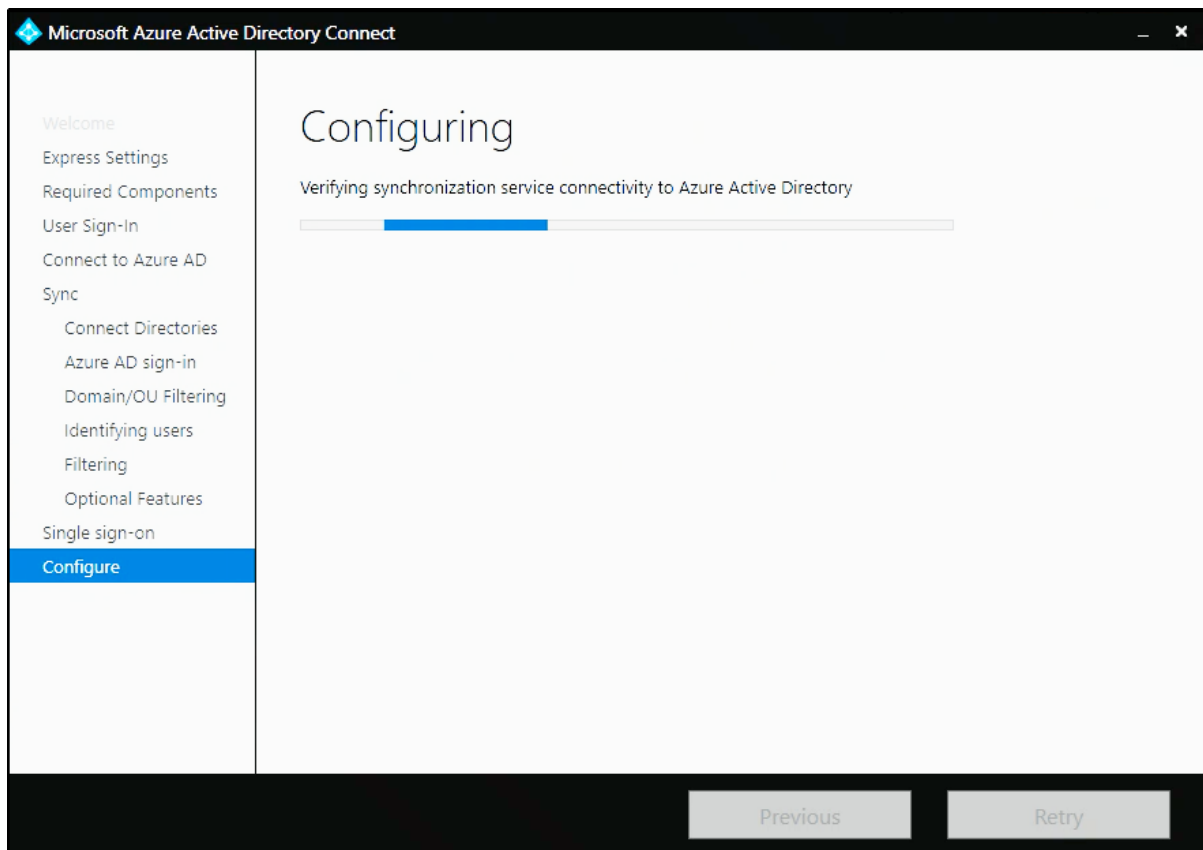 Microsoft Azure Active Directory Connect
Welcome
Express Settings
Required Components
User Sign-In
Connect to Azure AD
Sync
Connect Directories
Azure AD sign-in
Domain/OU Filtering
Identifying users
Filtering
Optional Features
Single sign-on
Configure
Configuring
Verifying synchronization service connectivity to Azure Active Directory
Previous
Retry